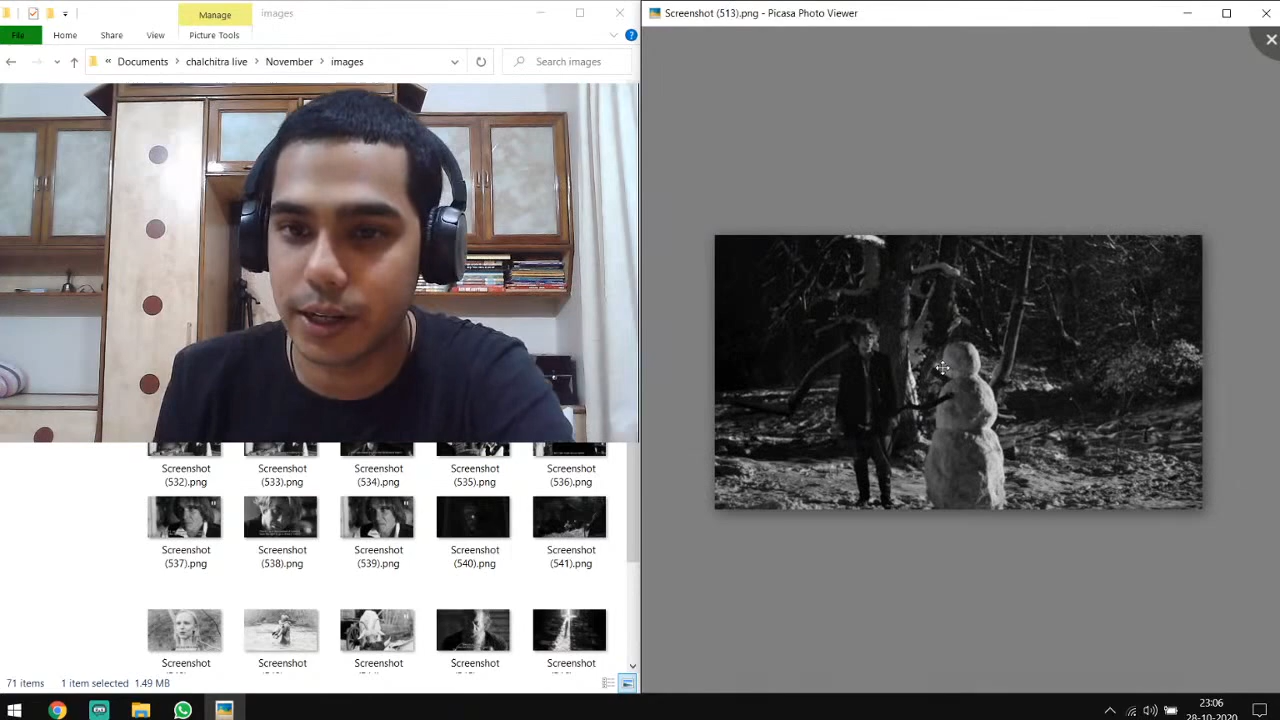 Manage
images
Screenshot (513).png - Picasa Photo Viewer
File
Home
Share
View
Picture Tools
« Documents > chalchitra live > November > images
Search images
Screenshot (532).png
Screenshot (533).png
Screenshot (534).png
Screenshot (535).png
Screenshot (536).png
Screenshot (537).png
Screenshot (538).png
Screenshot (539).png
Screenshot (540).png
Screenshot (541).png
Screenshot
Screenshot
Screenshot
Screenshot
Screenshot
71 items
1 item selected 1.49 MB
23:06
28-10-2020